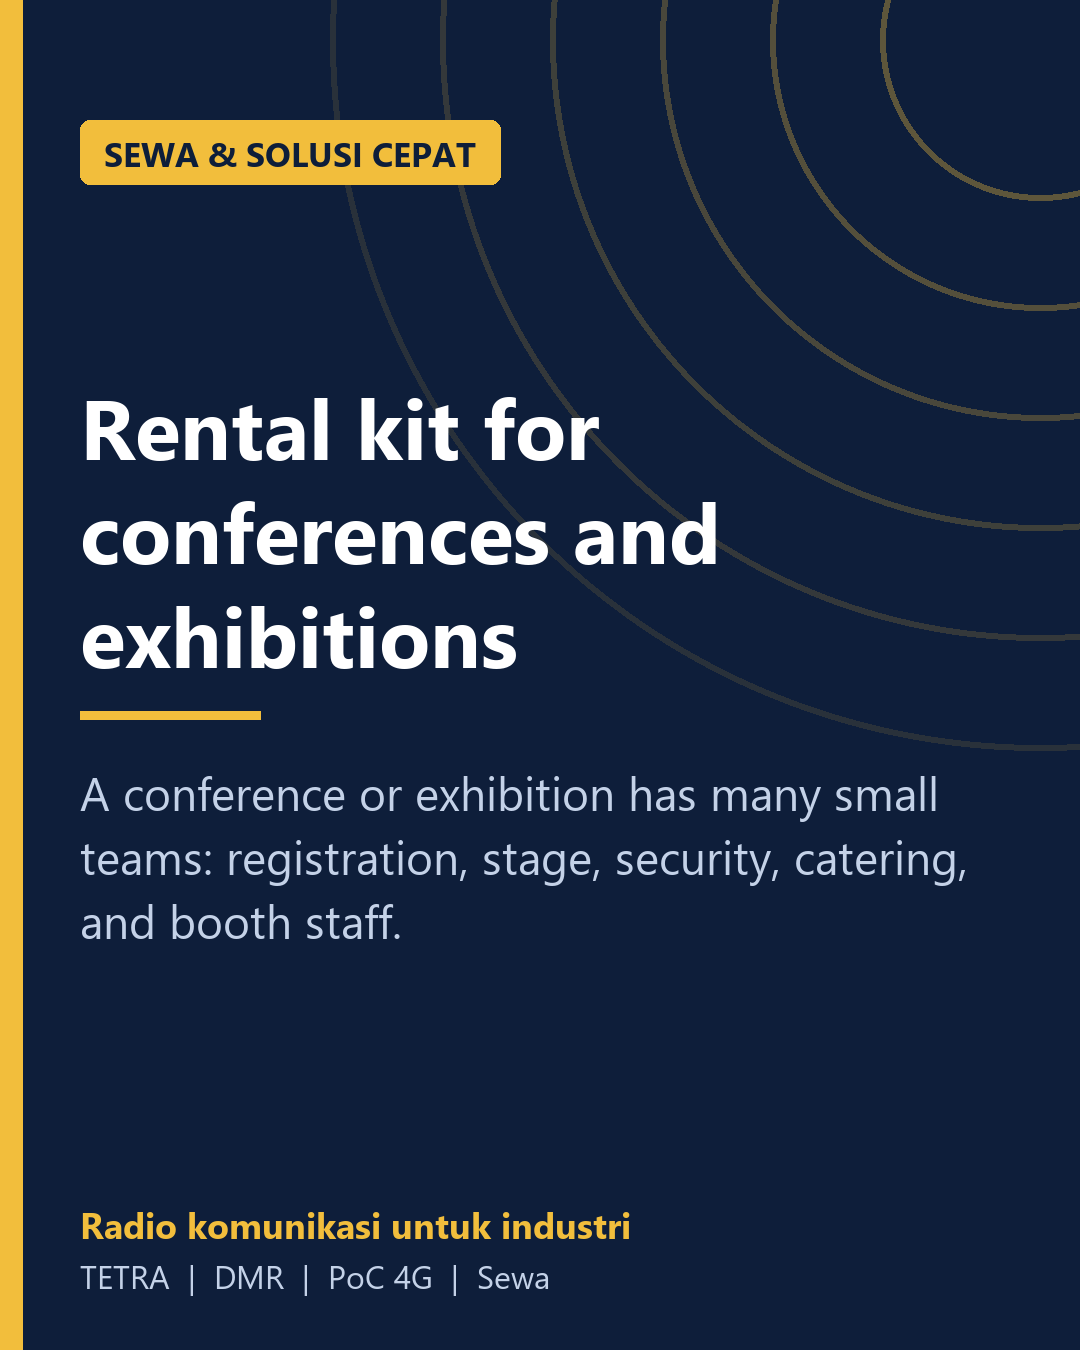 SEWA & SOLUSI CEPAT
Rental kit for
conferences and
exhibitions
A conference or exhibition has many small
teams: registration, stage, security, catering,
and booth staff.
Radio komunikasi untuk industri
TETRA | DMR | PoC 4G | Sewa